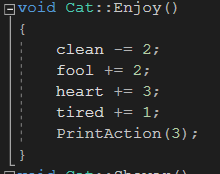 void Cat::Enjoy()
{
    clean -= 2;
    fool += 2;
    heart += 3;
    tired += 1;
    PrintAction(3);
}